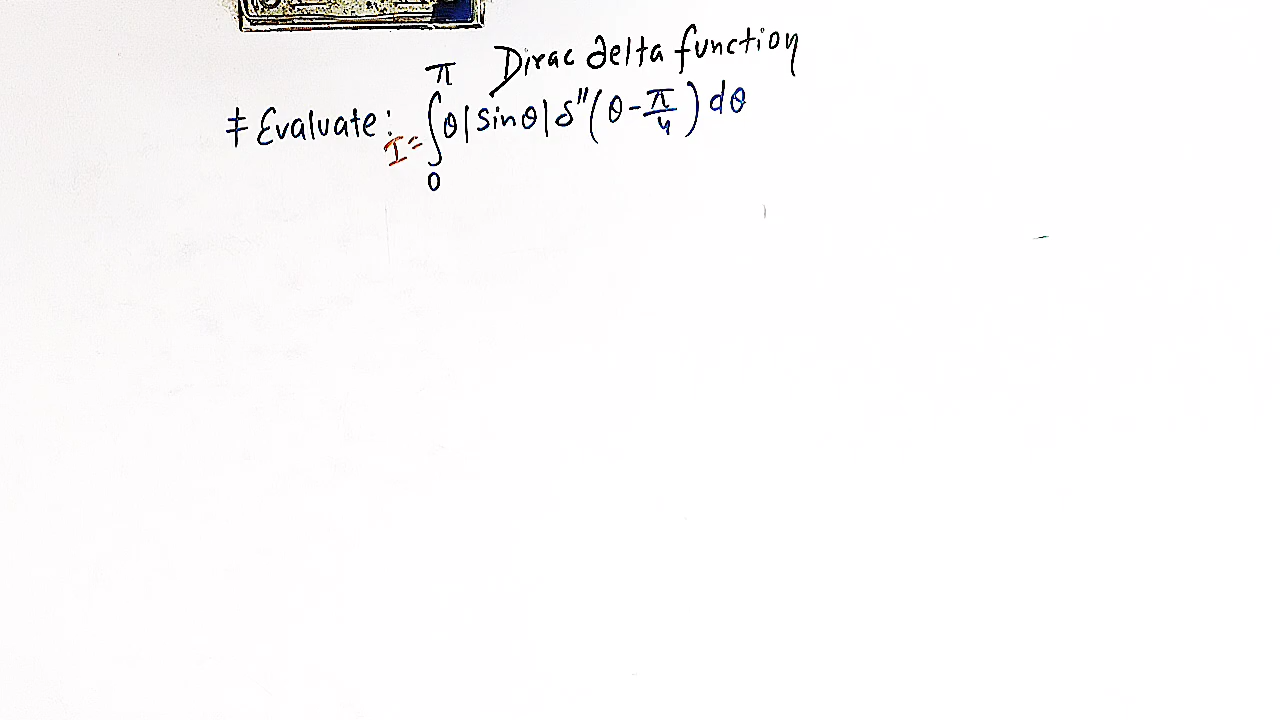 Dirac delta function
# Evaluate: I = ∫₀^π θ|sinθ| δ''(θ - π/4) dθ